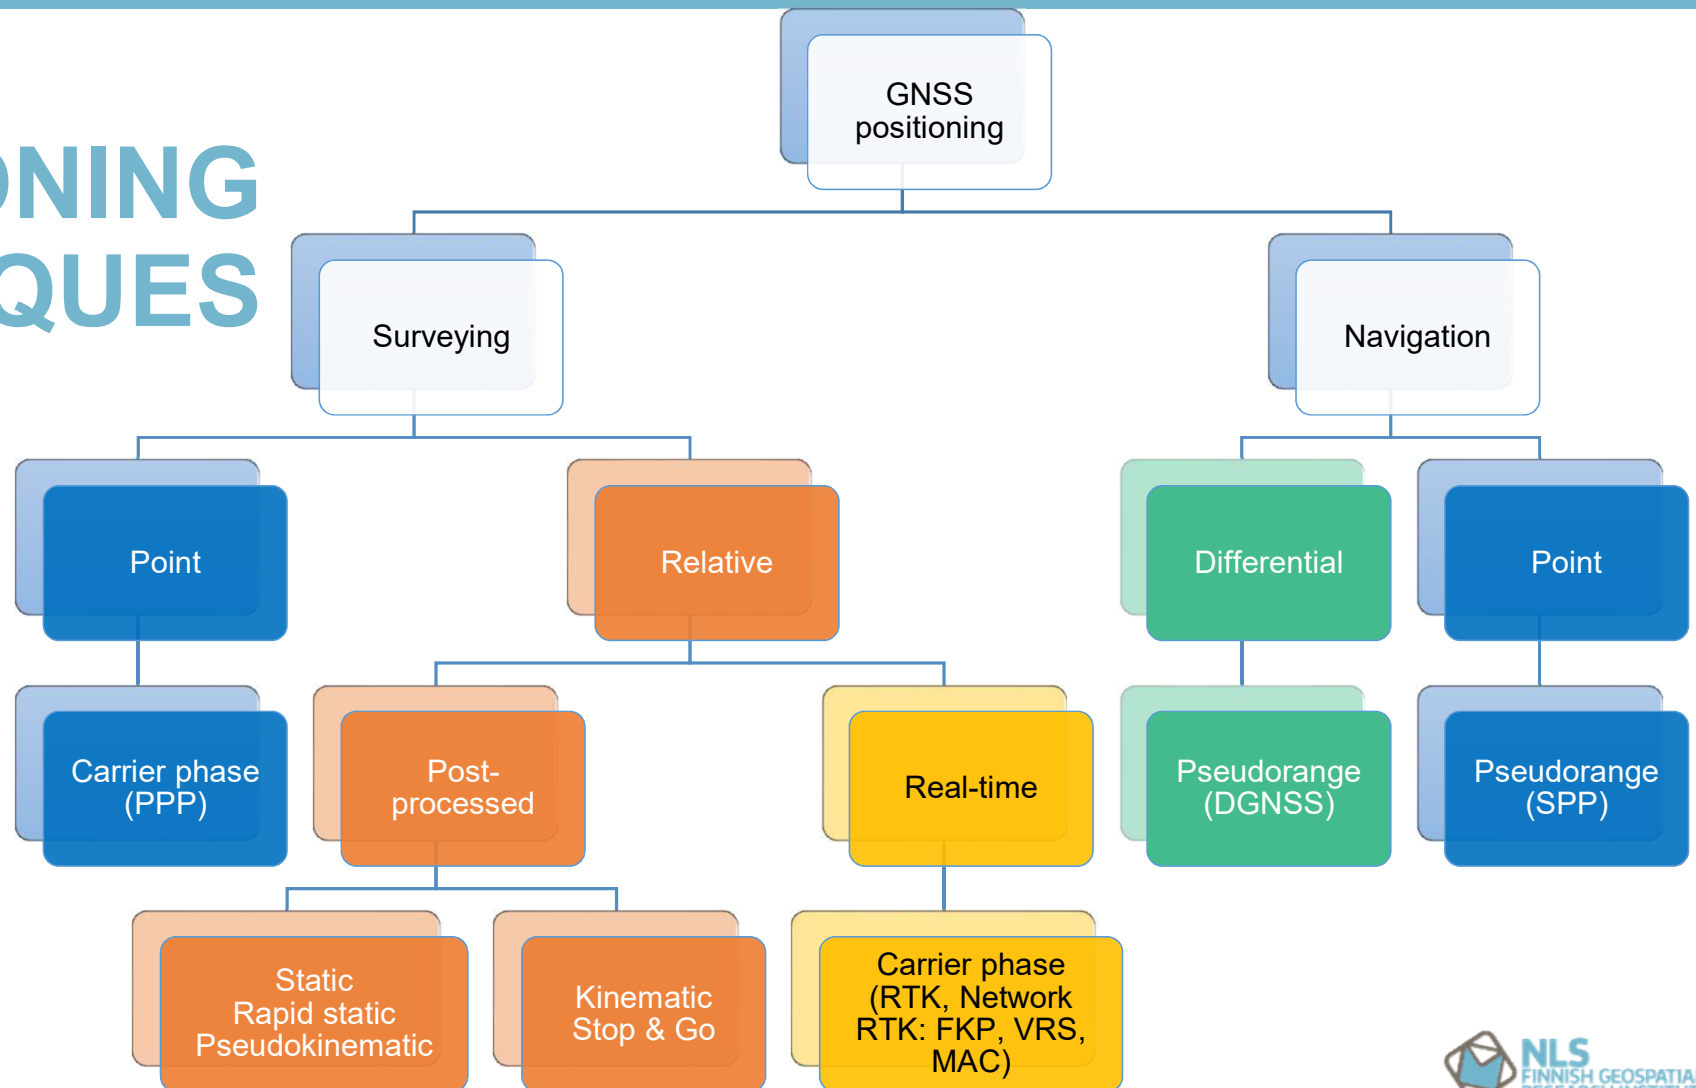 GNSS
positioning
ONING
QUES
Surveying
Navigation
Point
Relative
Differential
Point
Carrier phase
(PPP)
Post-
processed
Real-time
Pseudorange
(DGNSS)
Pseudorange
(SPP)
Static
Rapid static
Pseudokinematic
Kinematic
Stop & Go
Carrier phase
(RTK, Network
RTK: FKP, VRS,
MAC)
NLS
FINNISH GEOSPATIA